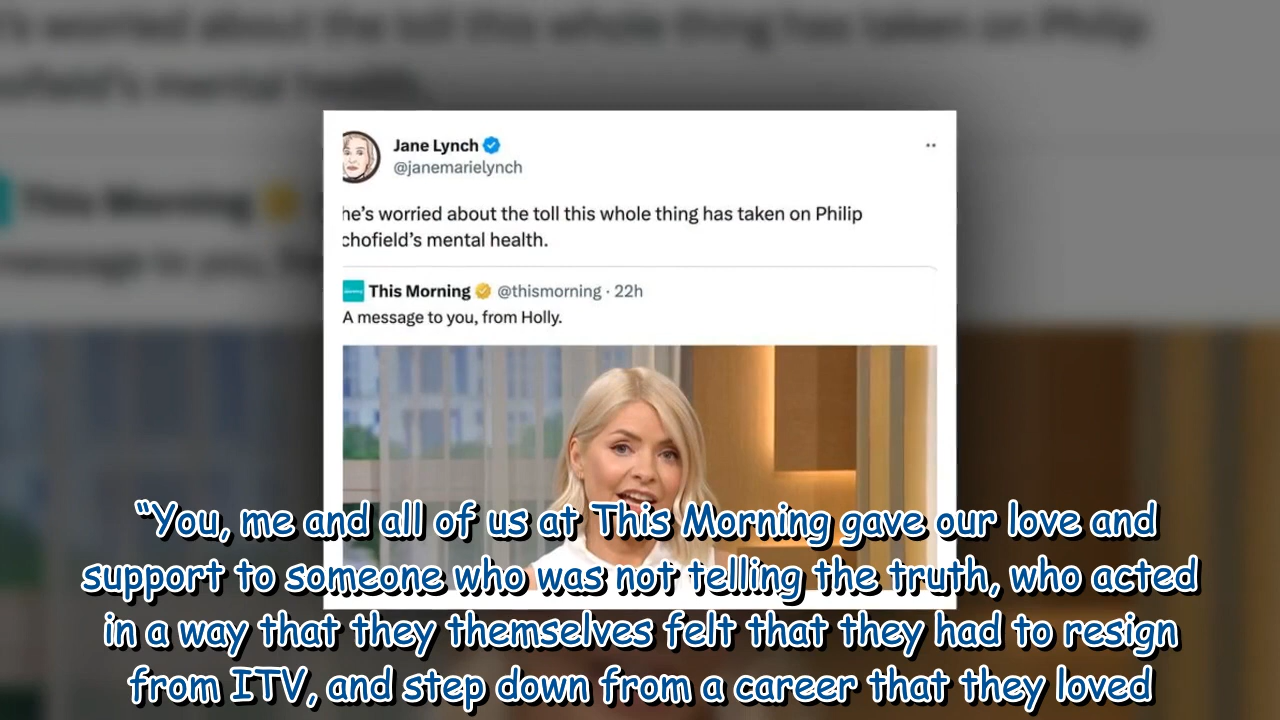 Jane Lynch
@janemarielynch
he's worried about the toll this whole thing has taken on Philip
chofield's mental health.
This Morning @thismorning · 22h
A message to you, from Holly.
“You, me and all of us at This Morning gave our love and
support to someone who was not telling the truth, who acted
in a way that they themselves felt that they had to resign
from ITV, and step down from a career that they loved